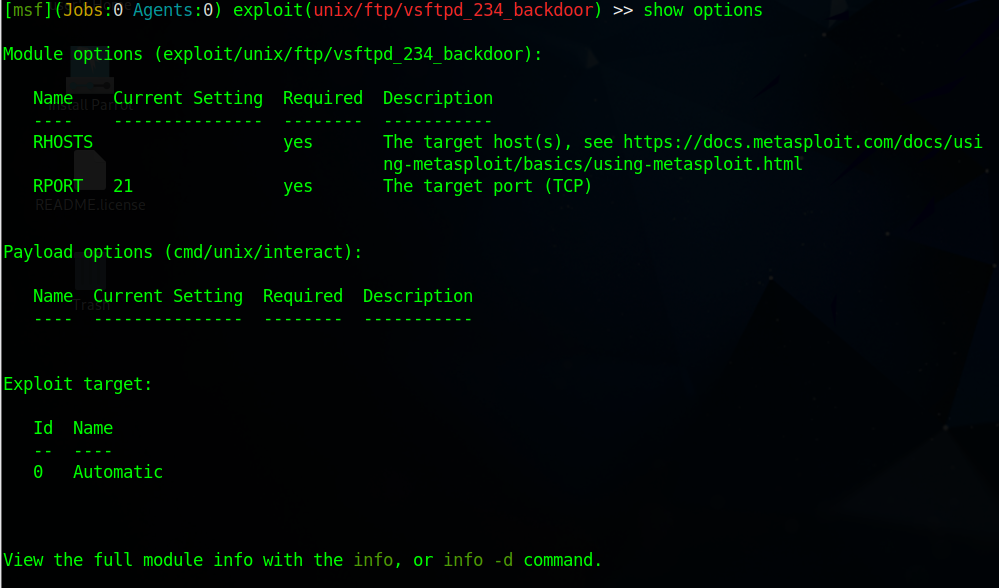 [msf](Jobs:0 Agents:0) exploit(unix/ftp/vsftpd_234_backdoor) >> show options
Module options (exploit/unix/ftp/vsftpd_234_backdoor):
Name    Current Setting  Required  Description
----    ---------------  --------  -----------
RHOSTS                   yes       The target host(s), see https://docs.metasploit.com/docs/usi
ng-metasploit/basics/using-metasploit.html
RPORT   21               yes       The target port (TCP)
README.license
Payload options (cmd/unix/interact):
Name  Current Setting  Required  Description
Trash
----  ---------------  --------  -----------
Exploit target:
Id  Name
--  ----
0   Automatic
View the full module info with the info, or info -d command.